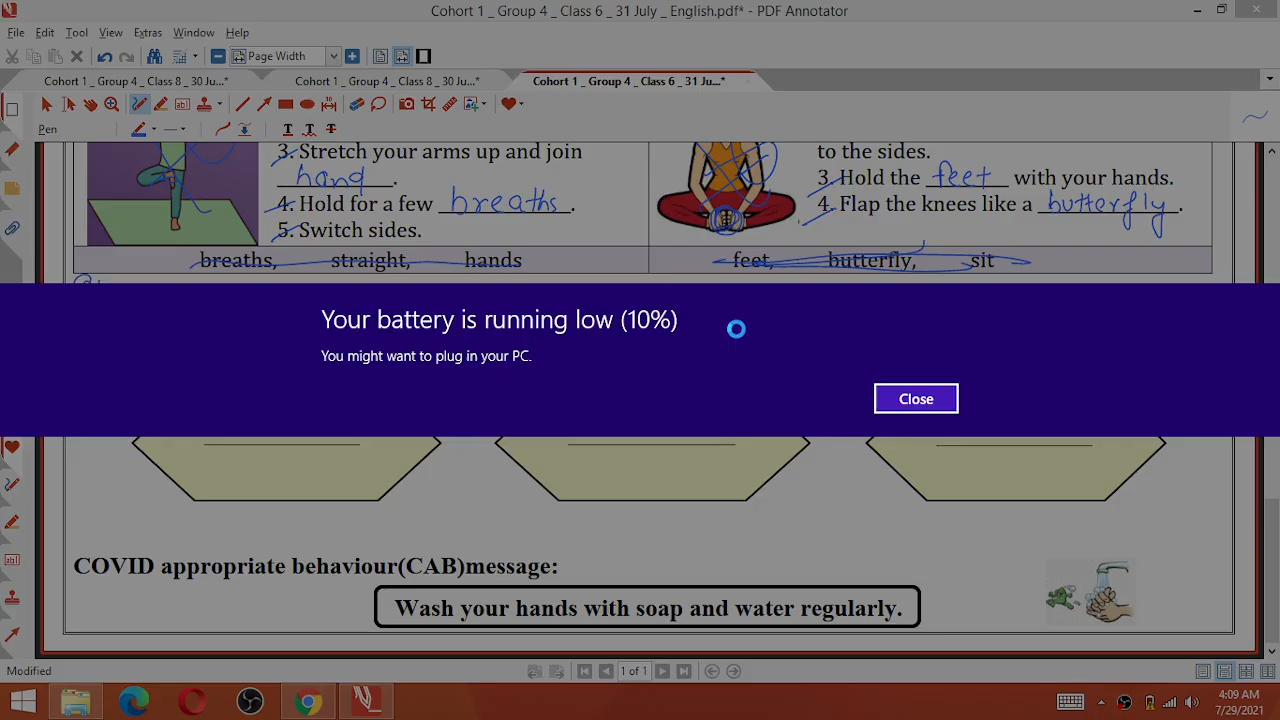 Cohort 1 _ Group 4 _ Class 6 _ 31 July _ English.pdf* - PDF Annotator
File Edit Tool View Extras Window Help
Page Width
Cohort 1 _ Group 4 _ Class 8 _ 30 Ju...* Cohort 1 _ Group 4 _ Class 8 _ 30 Ju...* Cohort 1 _ Group 4 _ Class 6 _ 31 Ju...*
Pen
3. Stretch your arms up and join
hand.
4. Hold for a few breaths.
5. Switch sides.
to the sides.
3. Hold the feet with your hands.
4. Flap the knees like a butterfly.
breaths, straight, hands
feet, butterfly, sit
Your battery is running low (10%)
You might want to plug in your PC.
Close
COVID appropriate behaviour(CAB)message:
Wash your hands with soap and water regularly.
Modified
1 of 1
4:09 AM
7/29/2021